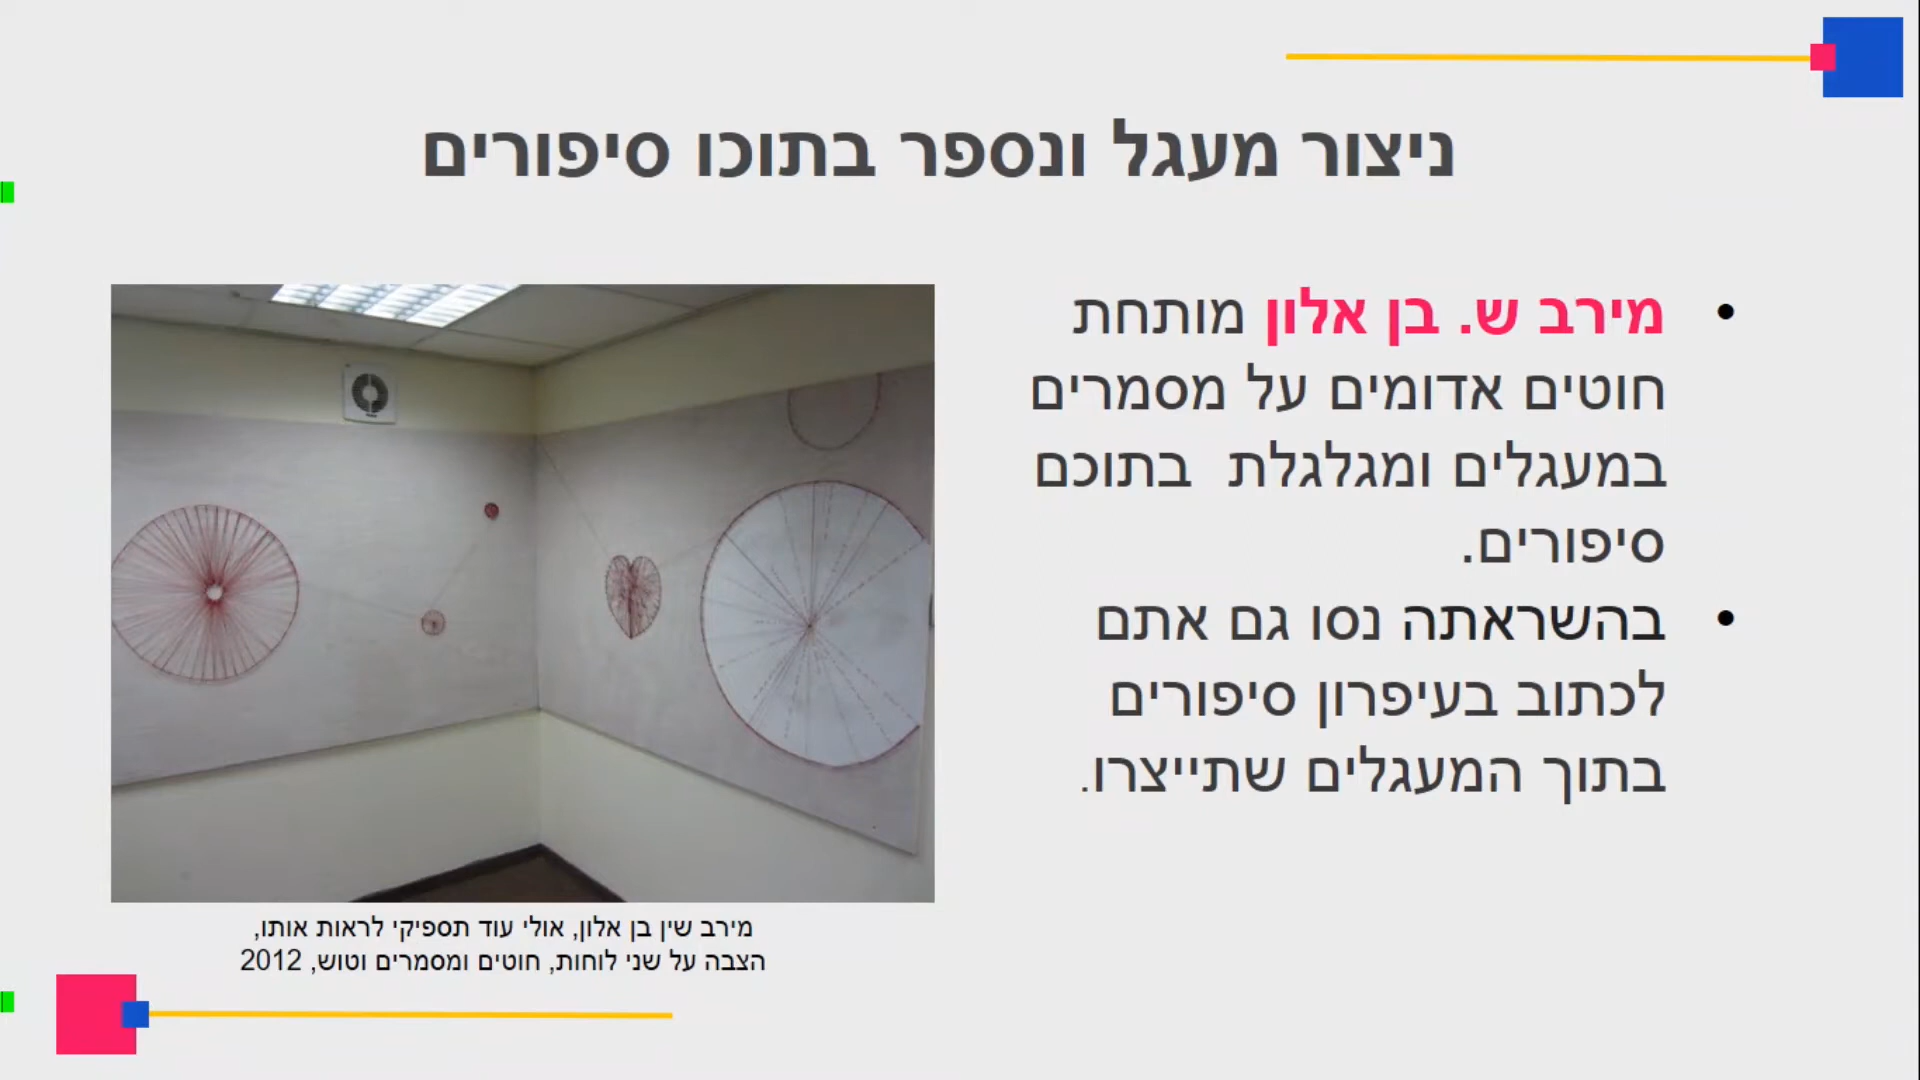 ניצור מעגל ונספר בתוכו סיפורים
• מירב ש. בן אלון מותחת
חוטים אדומים על מסמרים
במעגלים ומגלגלת בתוכם
סיפורים.
• בהשראתה נסו גם אתם
לכתוב בעיפרון סיפורים
בתוך המעגלים שתייצרו.
מירב שין בן אלון, אולי עוד תספיקי לראות אותו,
הצבה על שני לוחות, חוטים ומסמרים וטוש, 2012